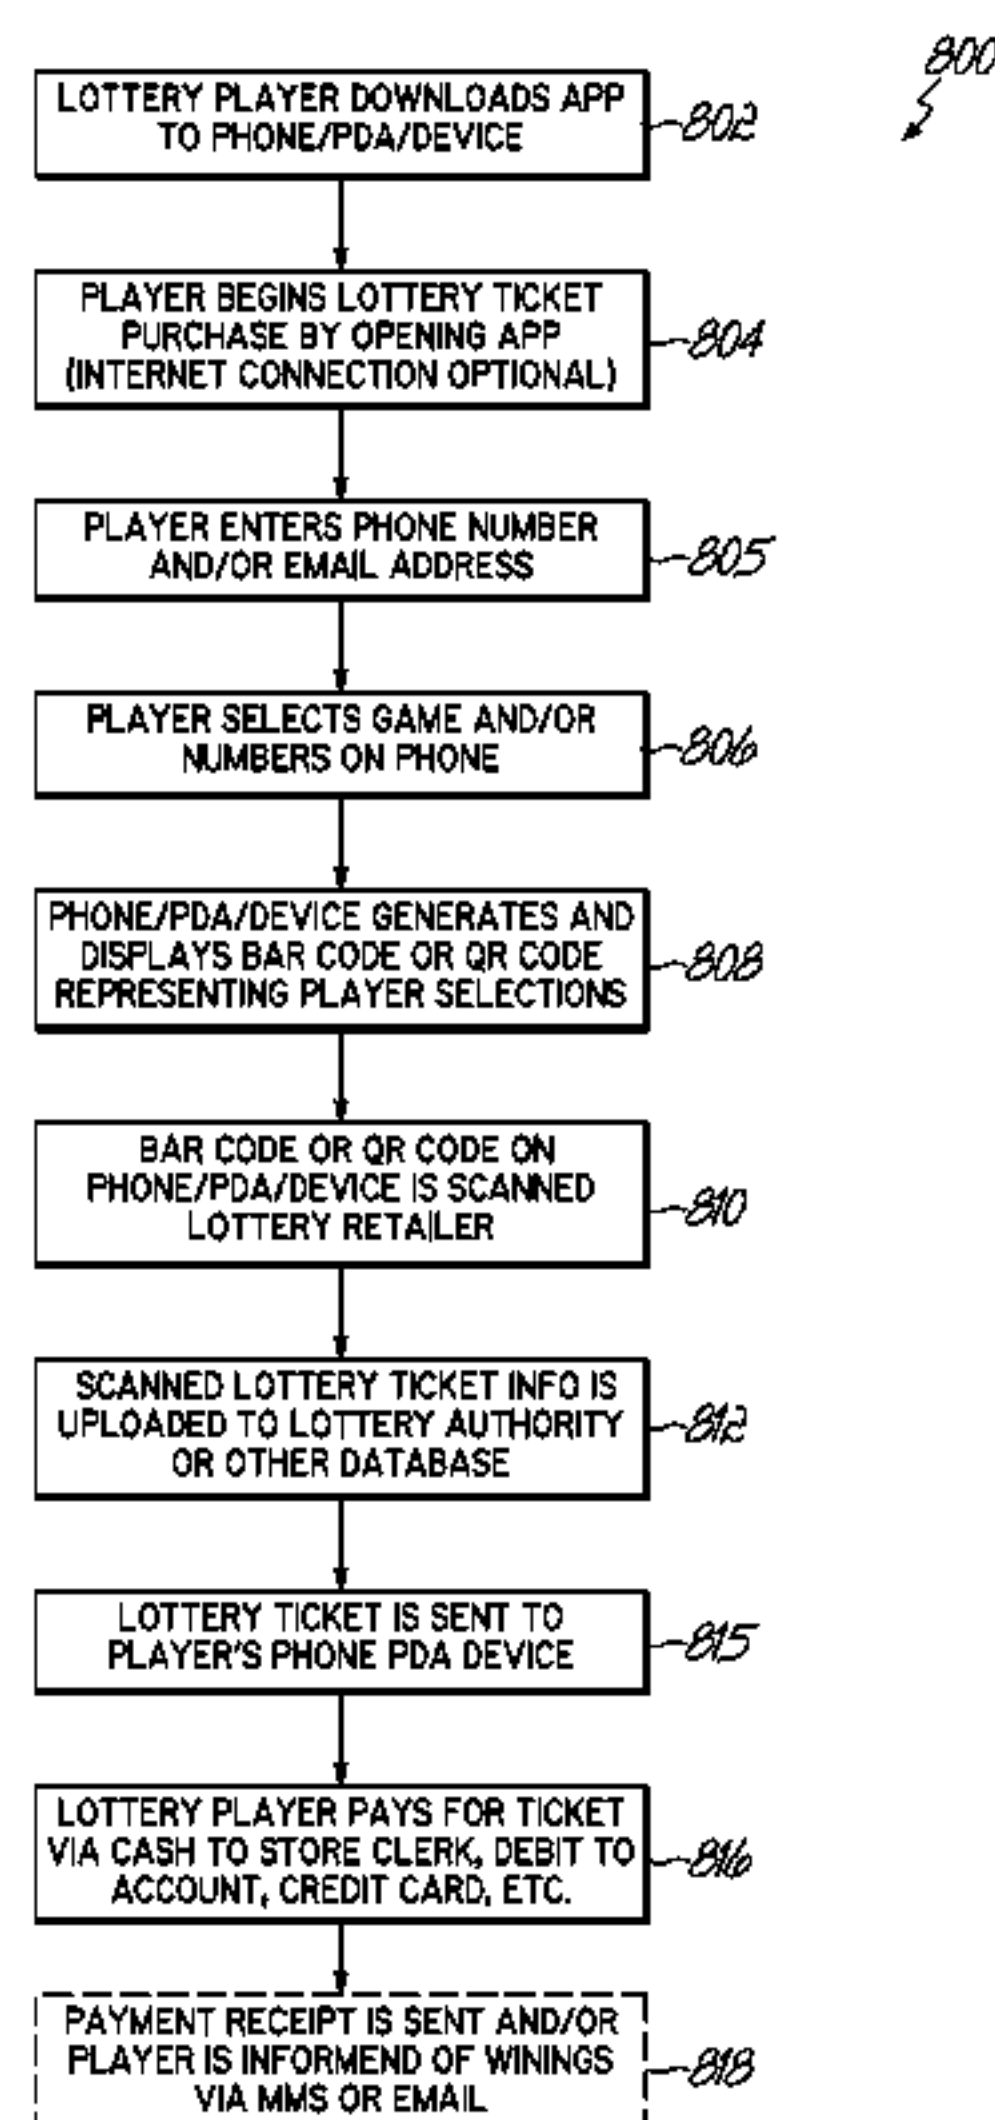 800
LOTTERY PLAYER DOWNLOADS APP
TO PHONE/PDA/DEVICE
802
PLAYER BEGINS LOTTERY TICKET
PURCHASE BY OPENING APP
(INTERNET CONNECTION OPTIONAL)
804
PLAYER ENTERS PHONE NUMBER
AND/OR EMAIL ADDRESS
805
PLAYER SELECTS GAME AND/OR
NUMBERS ON PHONE
806
PHONE/PDA/DEVICE GENERATES AND
DISPLAYS BAR CODE OR QR CODE
REPRESENTING PLAYER SELECTIONS
808
BAR CODE OR QR CODE ON
PHONE/PDA/DEVICE IS SCANNED
LOTTERY RETAILER
810
SCANNED LOTTERY TICKET INFO IS
UPLOADED TO LOTTERY AUTHORITY
OR OTHER DATABASE
812
LOTTERY TICKET IS SENT TO
PLAYER'S PHONE PDA DEVICE
815
LOTTERY PLAYER PAYS FOR TICKET
VIA CASH TO STORE CLERK, DEBIT TO
ACCOUNT, CREDIT CARD, ETC.
816
PAYMENT RECEIPT IS SENT AND/OR
PLAYER IS INFORMEND OF WININGS
VIA MMS OR EMAIL
818